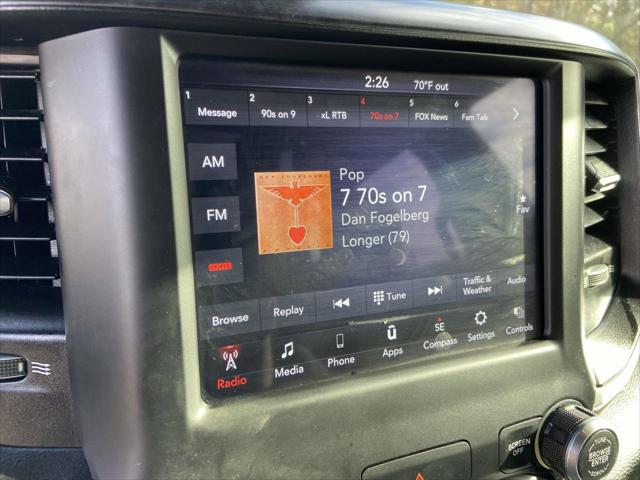 2:26 70°F out
1 Message 2 90s on 9 3 xL RTB 4 70s on 7 5 FOX News 6 Fam Talk
AM
FM
sxm
Pop
7 70s on 7
Dan Fogelberg
Longer (79)
Fav
Browse Replay Tune Traffic & Weather Audio
Radio Media Phone Apps SE Compass Settings Controls
SCREEN
OFF
TUNE
BROWSE
ENTER
SCROLL